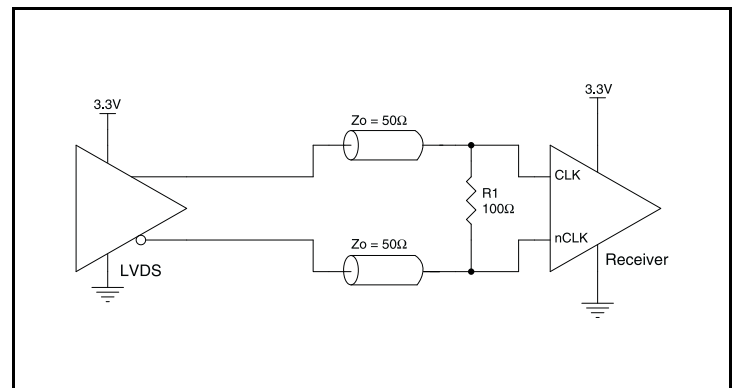 3.3V
3.3V
Zo = 50Ω
CLK
R1
100Ω
nCLK
Zo = 50Ω
LVDS
Receiver